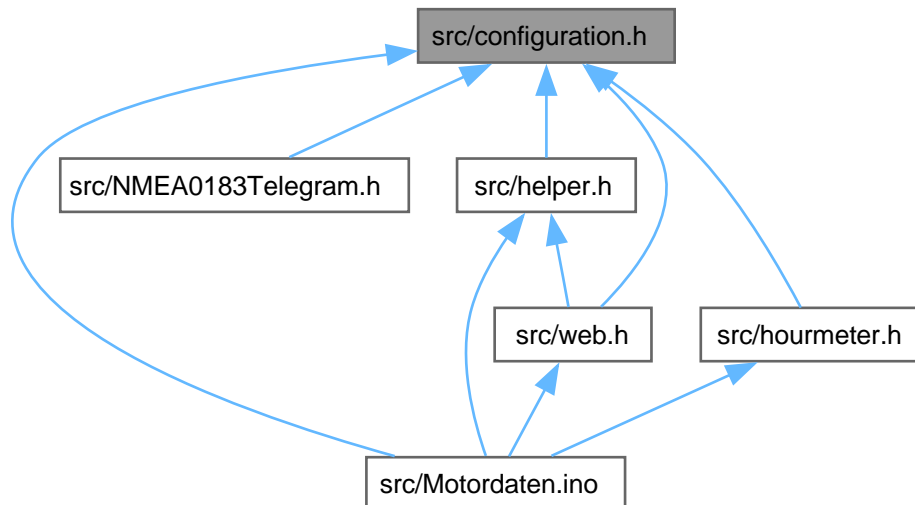 src/configuration.h
src/NMEA0183Telegram.h
src/helper.h
src/web.h
src/hourmeter.h
src/Motordaten.ino